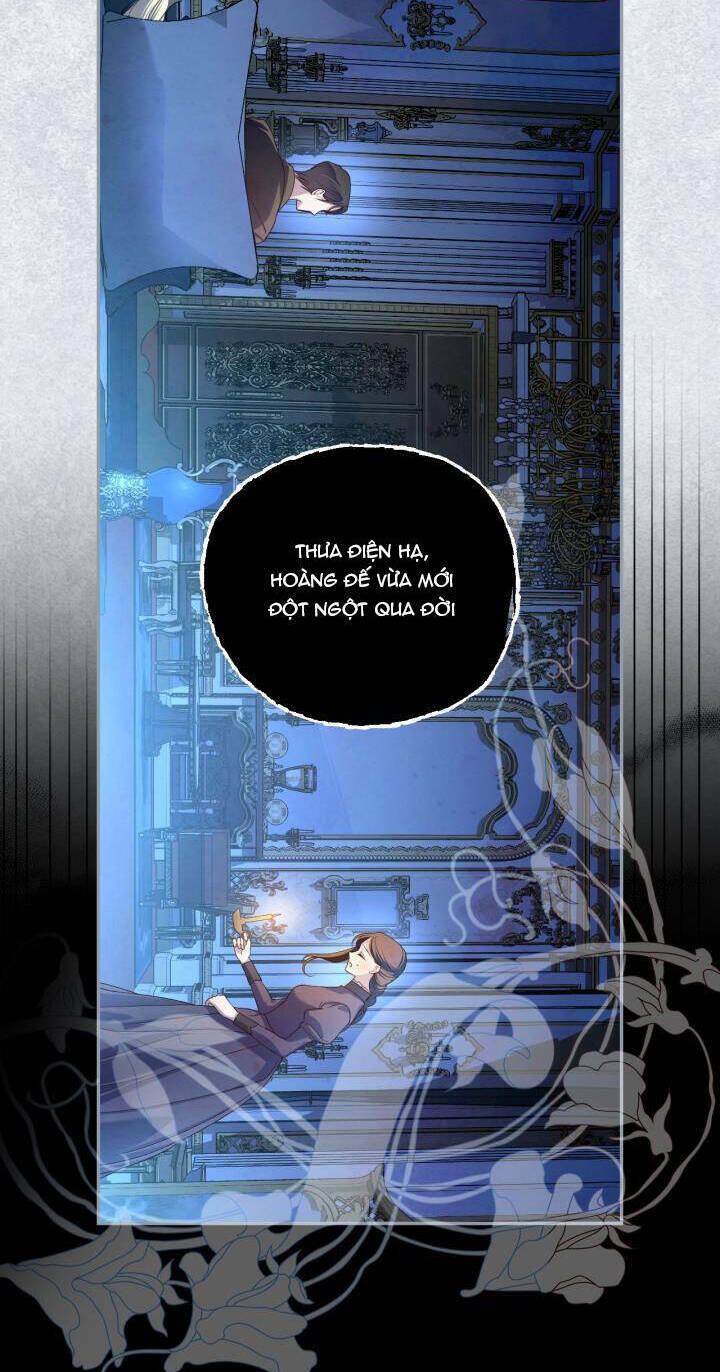 THƯA ĐIỆN HẠ,
HOÀNG ĐẾ VỪA MỚI
ĐỘT NGỘT QUA ĐỜI